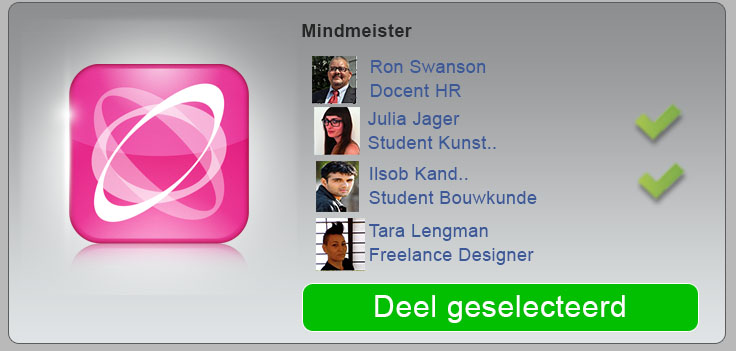 Mindmeister
Ron Swanson
Docent HR
Julia Jager
Student Kunst..
Ilsob Kand..
Student Bouwkunde
Tara Lengman
Freelance Designer
Deel geselecteerd